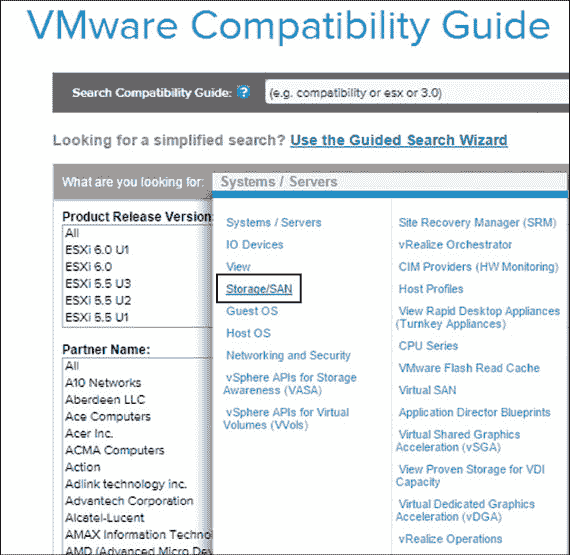 VMware Compatibility Guide
Search Compatibility Guide: ? (e.g. compatibility or esx or 3.0)
Looking for a simplified search? Use the Guided Search Wizard
What are you looking for: Systems / Servers
Product Release Version:
All
ESXi 6.0 U1
ESXi 6.0
ESXi 5.5 U3
ESXi 5.5 U2
ESXi 5.5 U1
Partner Name:
All
A10 Networks
Aberdeen LLC
Ace Computers
Acer Inc.
ACMA Computers
Action
Adlink technology inc.
Advantech Corporation
Alcatel-Lucent
AMAX Information Techno
AMD (Advanced Micro Dev
Systems / Servers
IO Devices
View
Storage/SAN
Guest OS
Host OS
Networking and Security
vSphere APIs for Storage
Awareness (VASA)
vSphere APIs for Virtual
Volumes (VVols)
Site Recovery Manager (SRM)
vRealize Orchestrator
CIM Providers (HW Monitoring)
Host Profiles
View Rapid Desktop Appliances
(Turnkey Appliances)
CPU Series
VMware Flash Read Cache
Virtual SAN
Application Director Blueprints
Virtual Shared Graphics
Acceleration (vSGA)
View Proven Storage for VDI
Capacity
Virtual Dedicated Graphics
Acceleration (vDGA)
vRealize Operations